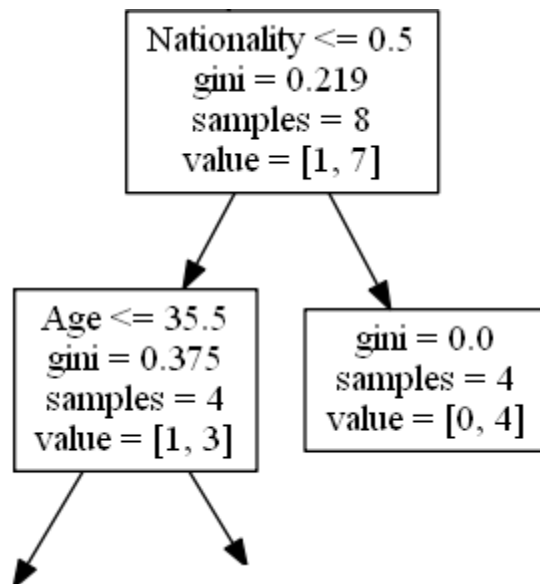 Nationality <= 0.5
gini = 0.219
samples = 8
value = [1, 7]
Age <= 35.5
gini = 0.375
samples = 4
value = [1, 3]
gini = 0.0
samples = 4
value = [0, 4]